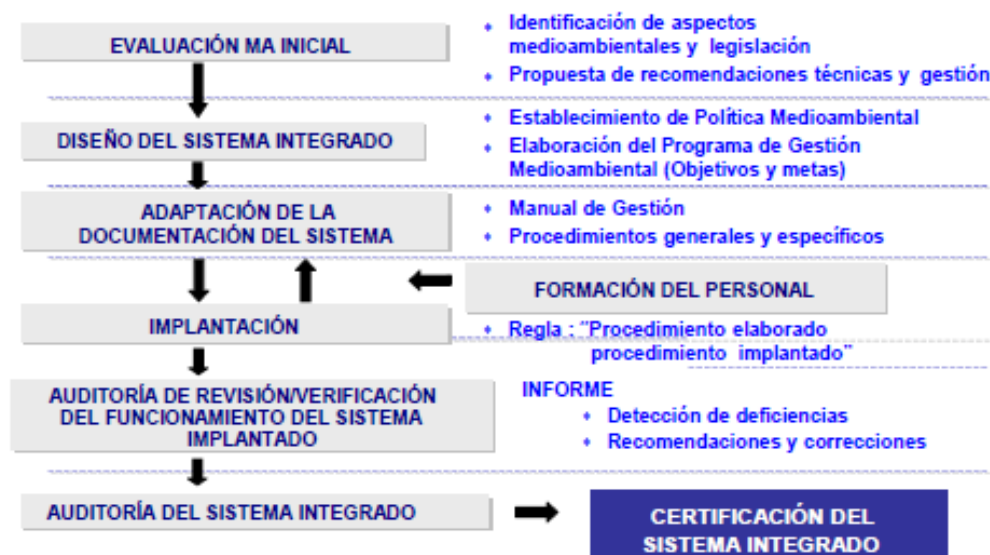 EVALUACIÓN MA INICIAL
♦ Identificación de aspectos
medioambientales y legislación
♦ Propuesta de recomendaciones técnicas y gestión
DISEÑO DEL SISTEMA INTEGRADO
♦ Establecimiento de Política Medioambiental
♦ Elaboración del Programa de Gestión
Medioambiental (Objetivos y metas)
ADAPTACIÓN DE LA
DOCUMENTACIÓN DEL SISTEMA
♦ Manual de Gestión
♦ Procedimientos generales y específicos
FORMACIÓN DEL PERSONAL
IMPLANTACIÓN
♦ Regla : "Procedimiento elaborado
procedimiento implantado"
AUDITORÍA DE REVISIÓN/VERIFICACIÓN
DEL FUNCIONAMIENTO DEL SISTEMA
IMPLANTADO
INFORME
♦ Detección de deficiencias
♦ Recomendaciones y correcciones
AUDITORÍA DEL SISTEMA INTEGRADO
CERTIFICACIÓN DEL
SISTEMA INTEGRADO